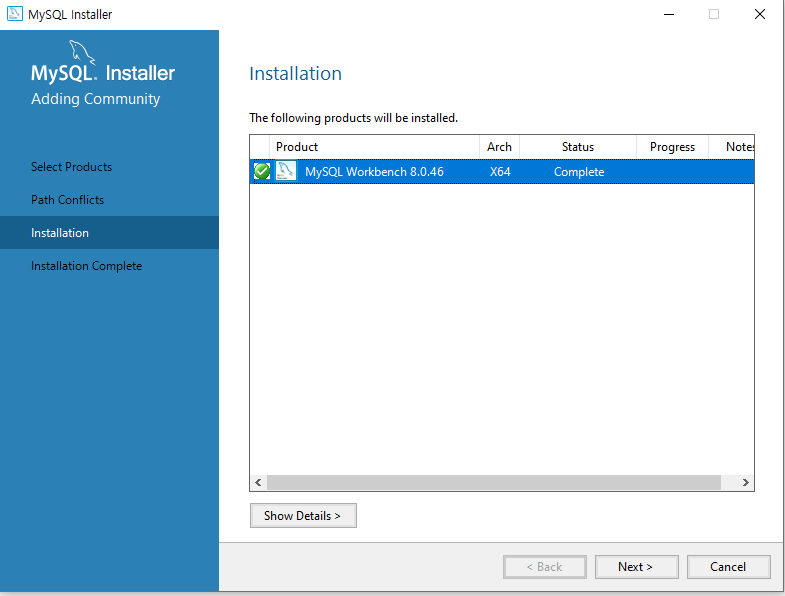 MySQL Installer
MySQL. Installer
Adding Community
Select Products
Path Conflicts
Installation
Installation Complete
Installation
The following products will be installed.
Product Arch Status Progress Notes
MySQL Workbench 8.0.46 X64 Complete
Show Details >
< Back Next > Cancel